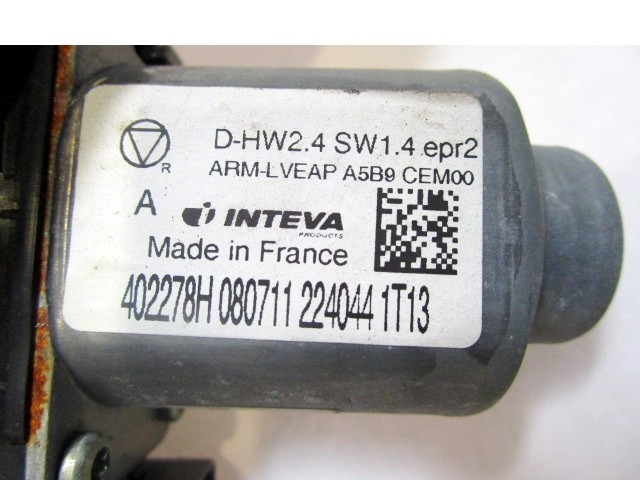 D-HW2.4 SW1.4 epr2
R
ARM-LVEAP A5B9 CEM00
A
INTEVA
PRODUCTS
Made in France
402278H 080711 224044 1T13